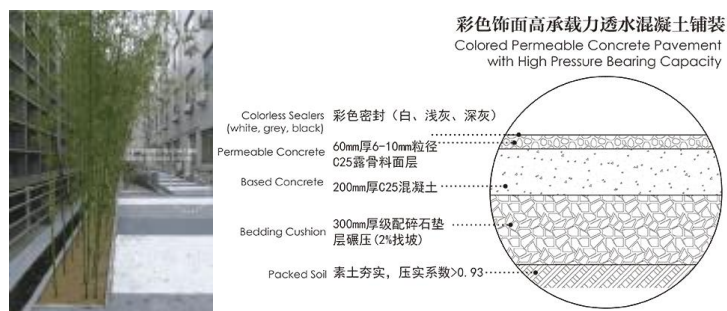 彩色饰面高承载力透水混凝土铺装
Colored Permeable Concrete Pavement
with High Pressure Bearing Capacity
Colorless Sealers
(white, grey, black)
彩色密封（白、浅灰、深灰）
Permeable Concrete
60mm厚6-10mm粒径
C25露骨料面层
Based Concrete
200mm厚C25混凝土
Bedding Cushion
300mm厚级配碎石垫
层碾压(2%找坡)
Packed Soil
素土夯实，压实系数>0.93